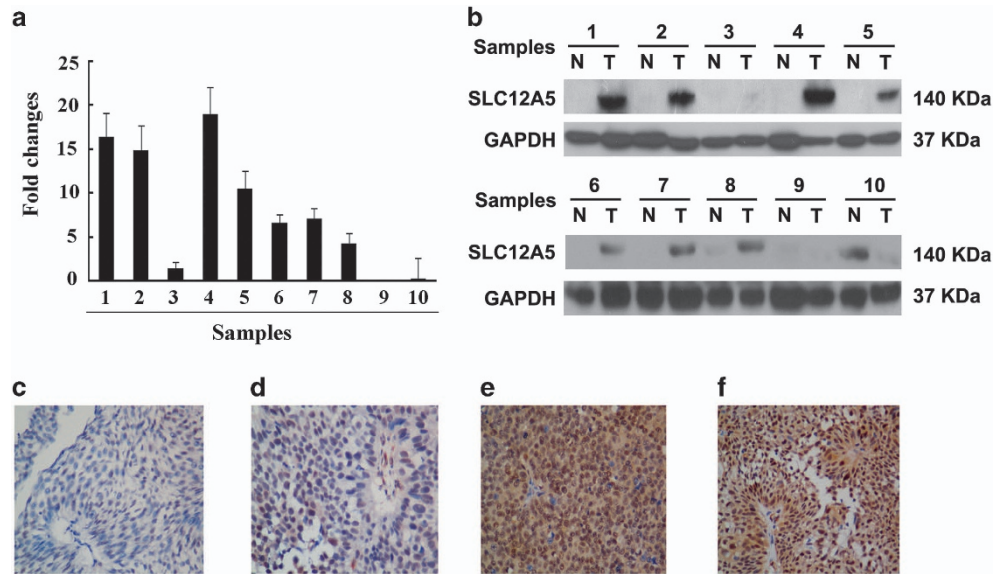 a
25
20
15
10
5
0
Fold changes
1 2 3 4 5 6 7 8 9 10
Samples
b
Samples 1 2 3 4 5
N T N T N T N T N T
SLC12A5 140 KDa
GAPDH 37 KDa
Samples 6 7 8 9 10
N T N T N T N T N T
SLC12A5 140 KDa
GAPDH 37 KDa
c d e f